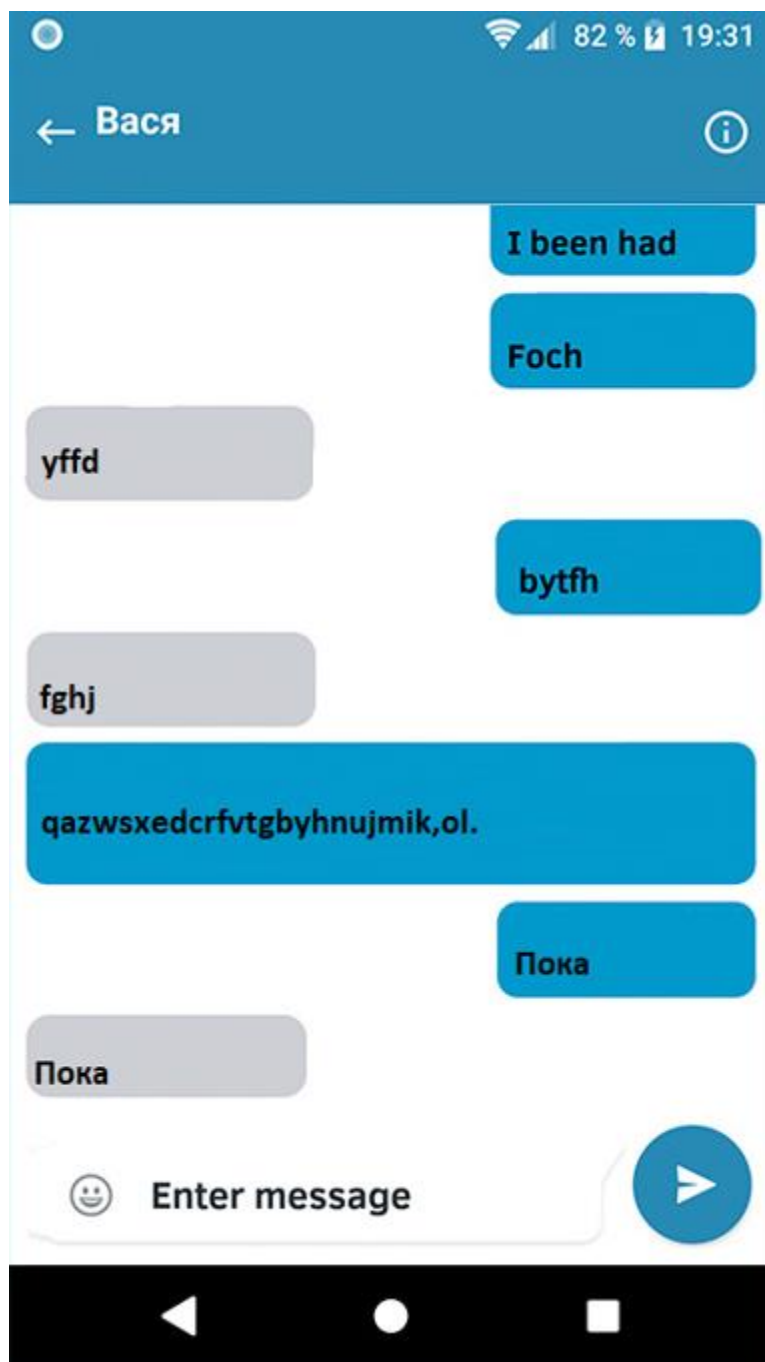 82 % 19:31
Вася
I been had
Foch
yffd
bytfh
fghj
qazwsxedcrfvtgbyhnujmik,ol.
Пока
Пока
Enter message